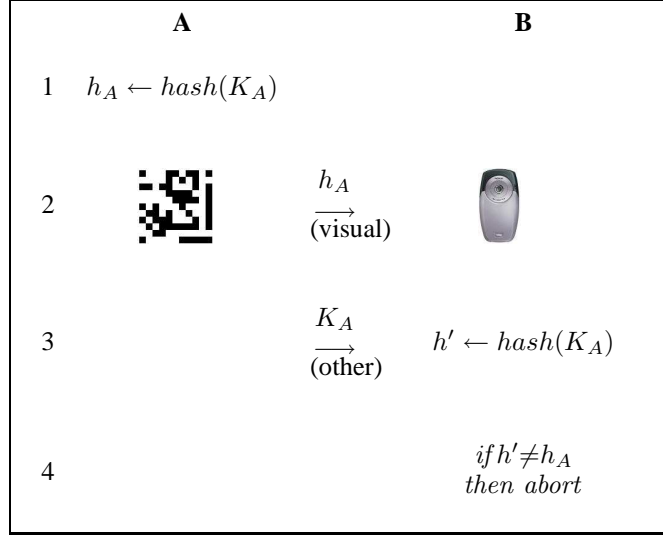 A B
1 h_A ← hash(K_A)
2 h_A → (visual)
3 K_A → (other) h′ ← hash(K_A)
4 if h′≠h_A
then abort